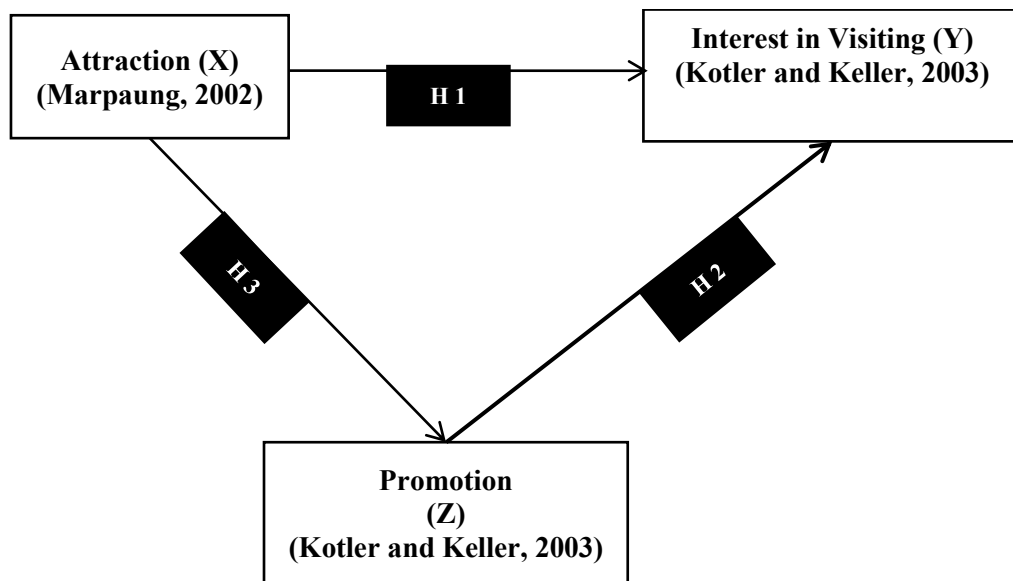 Attraction (X)
(Marpaung, 2002)
H 1
Interest in Visiting (Y)
(Kotler and Keller, 2003)
H 3
H 2
Promotion
(Z)
(Kotler and Keller, 2003)